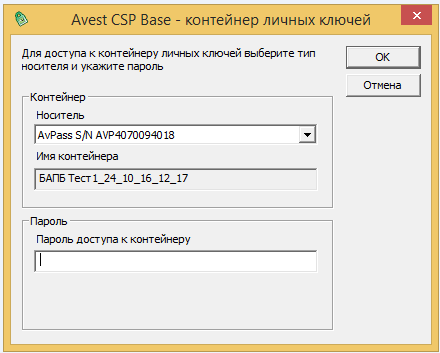 Avest CSP Base - контейнер личных ключей
Для доступа к контейнеру личных ключей выберите тип
носителя и укажите пароль
OK
Отмена
Контейнер
Носитель
AvPass S/N AVP4070094018
Имя контейнера
БАПБ Тест1_24_10_16_12_17
Пароль
Пароль доступа к контейнеру